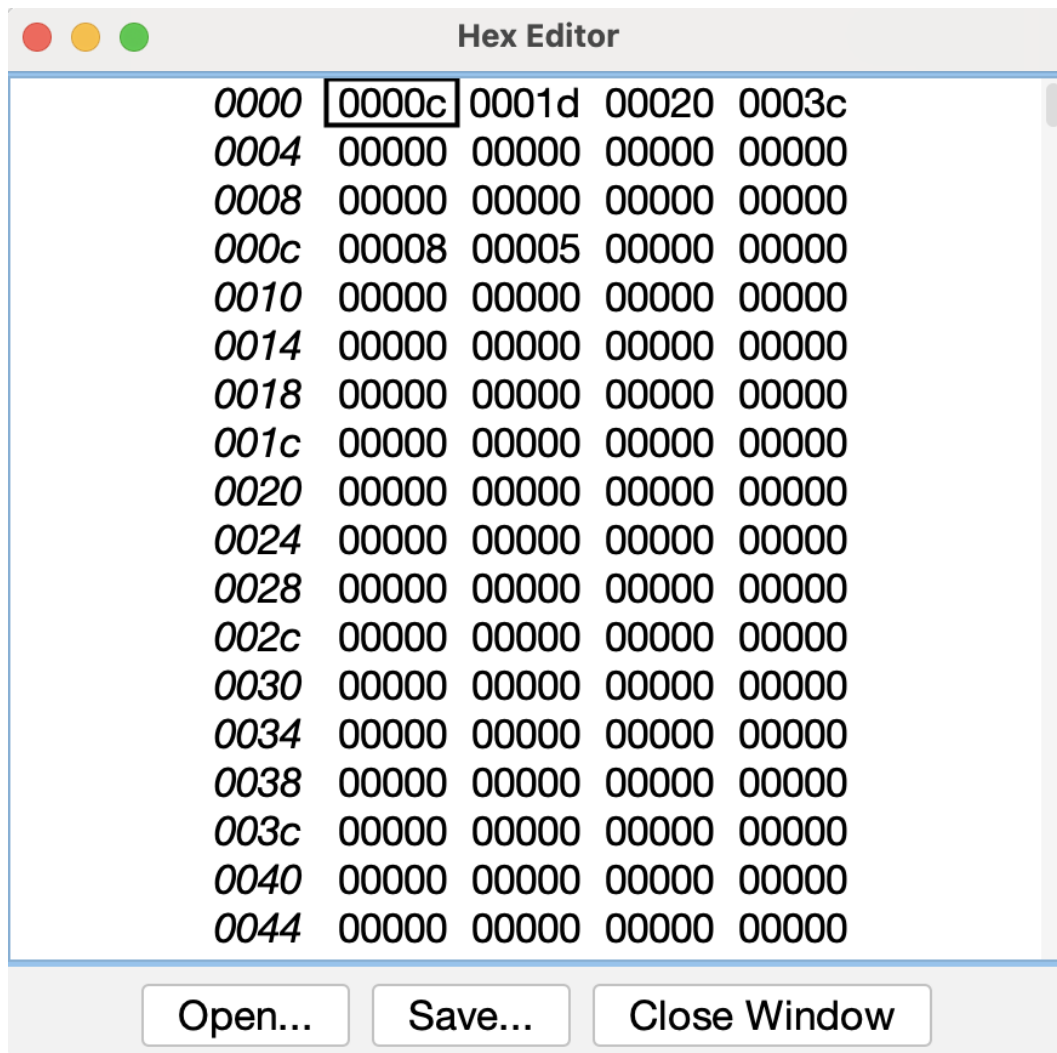 Hex Editor
0000 0000c 0001d 00020 0003c
0004 00000 00000 00000 00000
0008 00000 00000 00000 00000
000c 00008 00005 00000 00000
0010 00000 00000 00000 00000
0014 00000 00000 00000 00000
0018 00000 00000 00000 00000
001c 00000 00000 00000 00000
0020 00000 00000 00000 00000
0024 00000 00000 00000 00000
0028 00000 00000 00000 00000
002c 00000 00000 00000 00000
0030 00000 00000 00000 00000
0034 00000 00000 00000 00000
0038 00000 00000 00000 00000
003c 00000 00000 00000 00000
0040 00000 00000 00000 00000
0044 00000 00000 00000 00000
Open... Save... Close Window